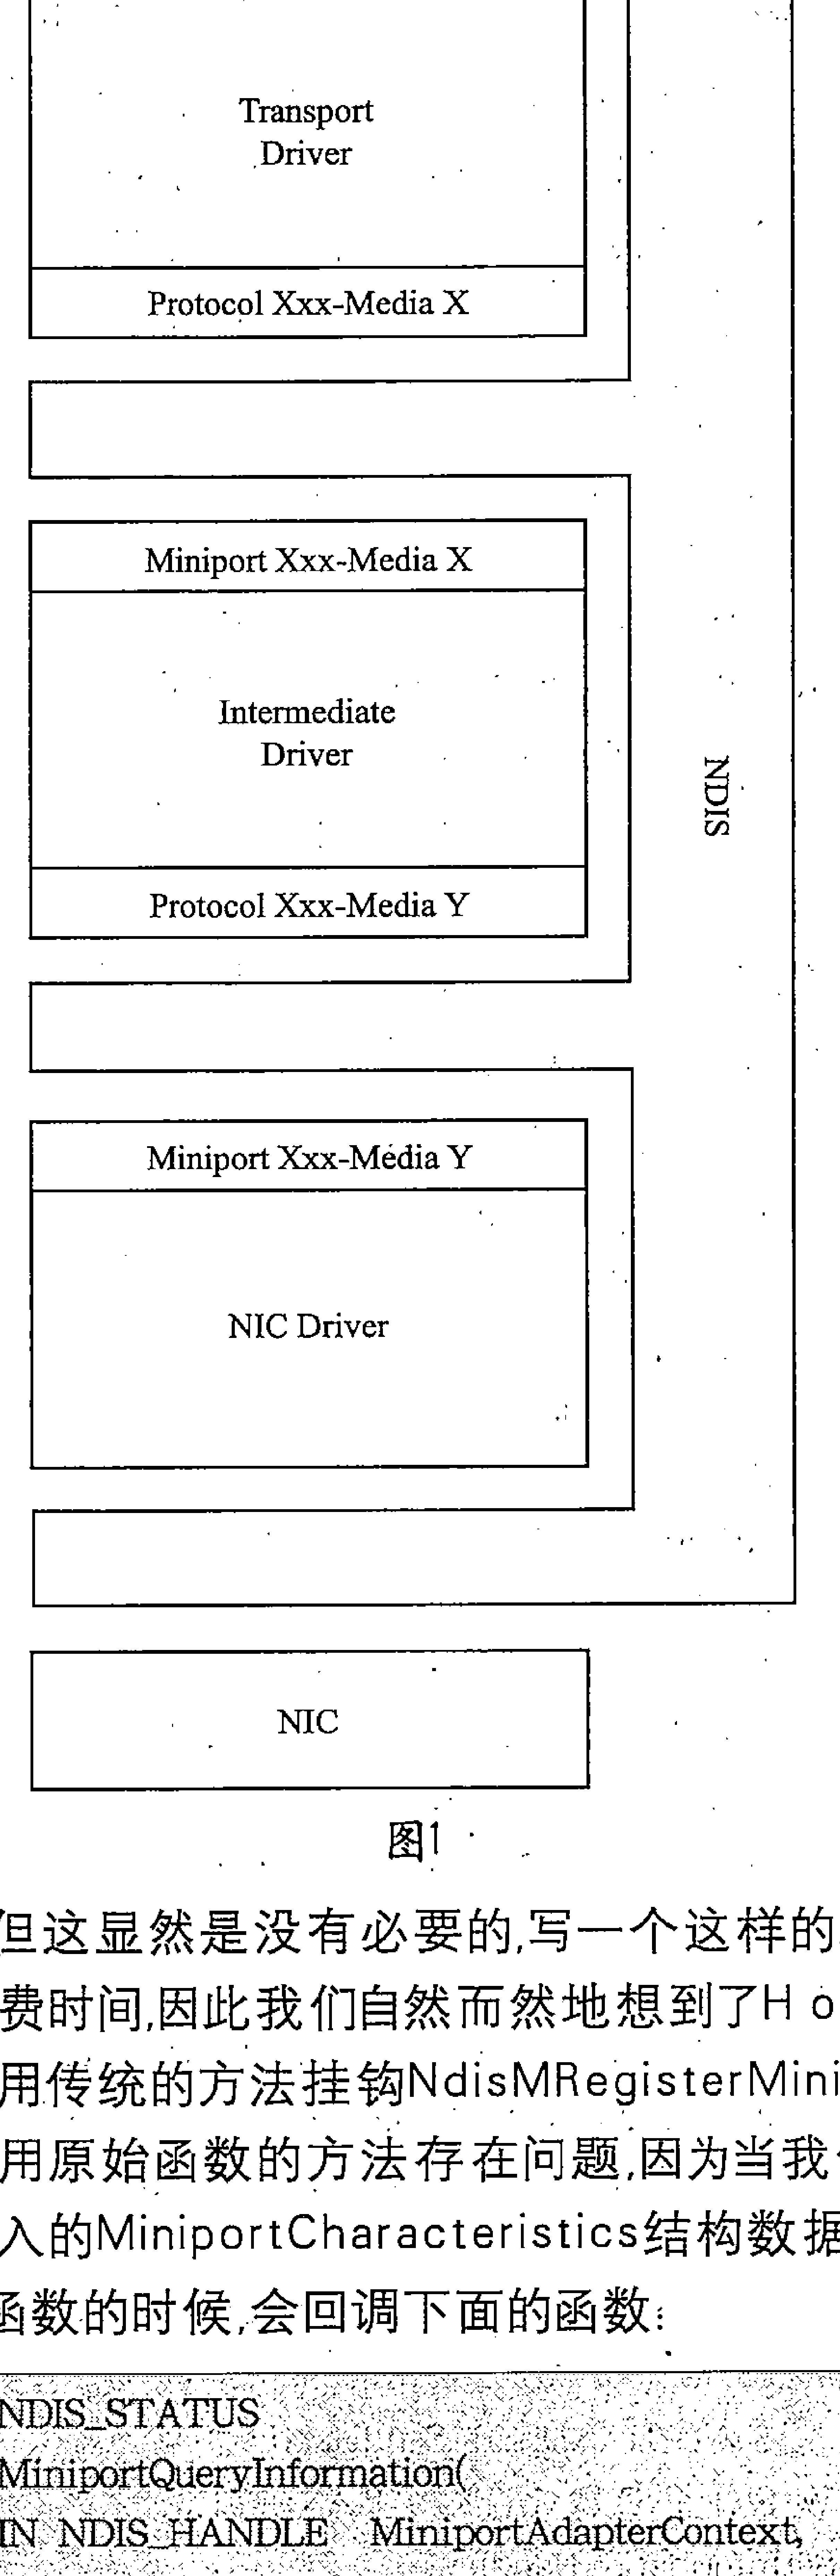 Transport
Driver
Protocol Xxx-Media X
Miniport Xxx-Media X
Intermediate
Driver
Protocol Xxx-Media Y
NDIS
Miniport Xxx-Media Y
NIC Driver
NIC
图1
但这显然是没有必要的,写一个这样的
费时间,因此我们自然而然地想到了Ho
用传统的方法挂钩NdisMRegisterMini
用原始函数的方法存在问题,因为当我
入的MiniportCharacteristics结构数据
函数的时候,会回调下面的函数:
NDIS_STATUS
MiniportQueryInformation(
IN NDIS_HANDLE MiniportAdapterContext,